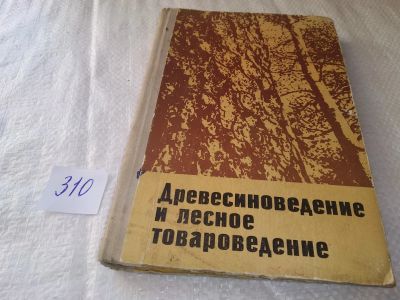 310
Древесиноведение
и лесное
товароведение